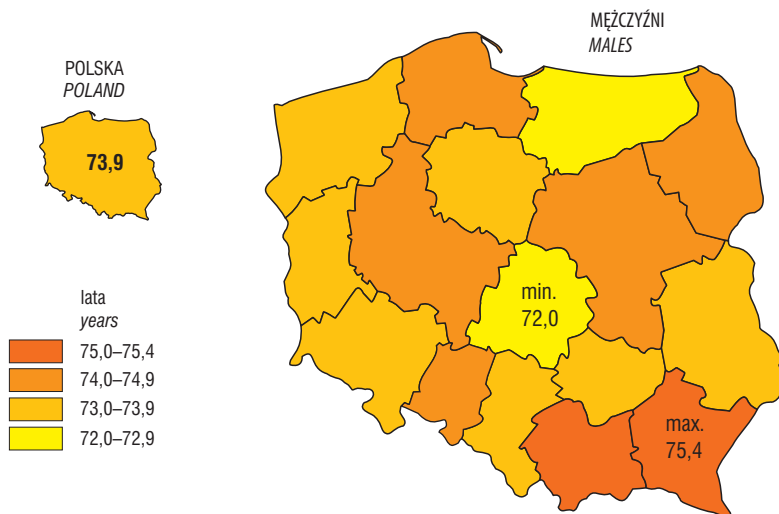 MĘŻCZYŹNI
MALES
POLSKA
POLAND
73,9
lata
years
75,0–75,4
74,0–74,9
73,0–73,9
72,0–72,9
min.
72,0
max.
75,4